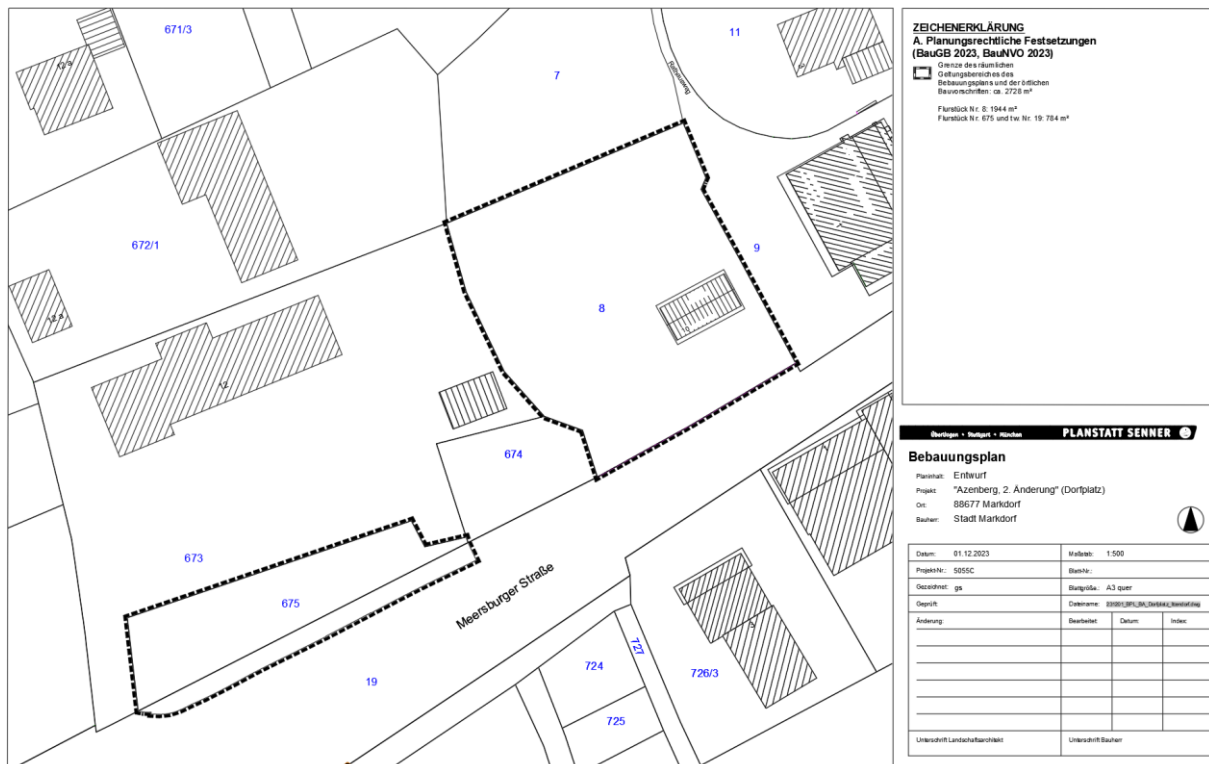 671/3
12 a
11
7
Rathausweg
2
672/1
9
12 a
8
10
12
674
673
675
Meersburger Straße
19
724
725
727
726/3
3
ZEICHENERKLÄRUNG
A. Planungsrechtliche Festsetzungen
(BauGB 2023, BauNVO 2023)
Grenze des räumlichen
Geltungsbereiches des
Bebauungsplans und der örtlichen
Bauvorschriften: ca. 2728 m²
Flurstück Nr. 8: 1944 m²
Flurstück Nr. 675 und tw. Nr. 19: 784 m²
Überlingen • Stuttgart • München PLANSTATT SENNER
Bebauungsplan
Planinhalt: Entwurf
Projekt: "Azenberg, 2. Änderung" (Dorfplatz)
Ort: 88677 Markdorf
Bauherr: Stadt Markdorf
Datum: 01.12.2023 Maßstab: 1:500
Projekt-Nr.: 5055C Blatt-Nr.:
Gezeichnet: gs Blattgröße: A3 quer
Geprüft: Dateiname:
Änderung: Bearbeitet: Datum: Index:
Unterschrift Landschaftsarchitekt Unterschrift Bauherr